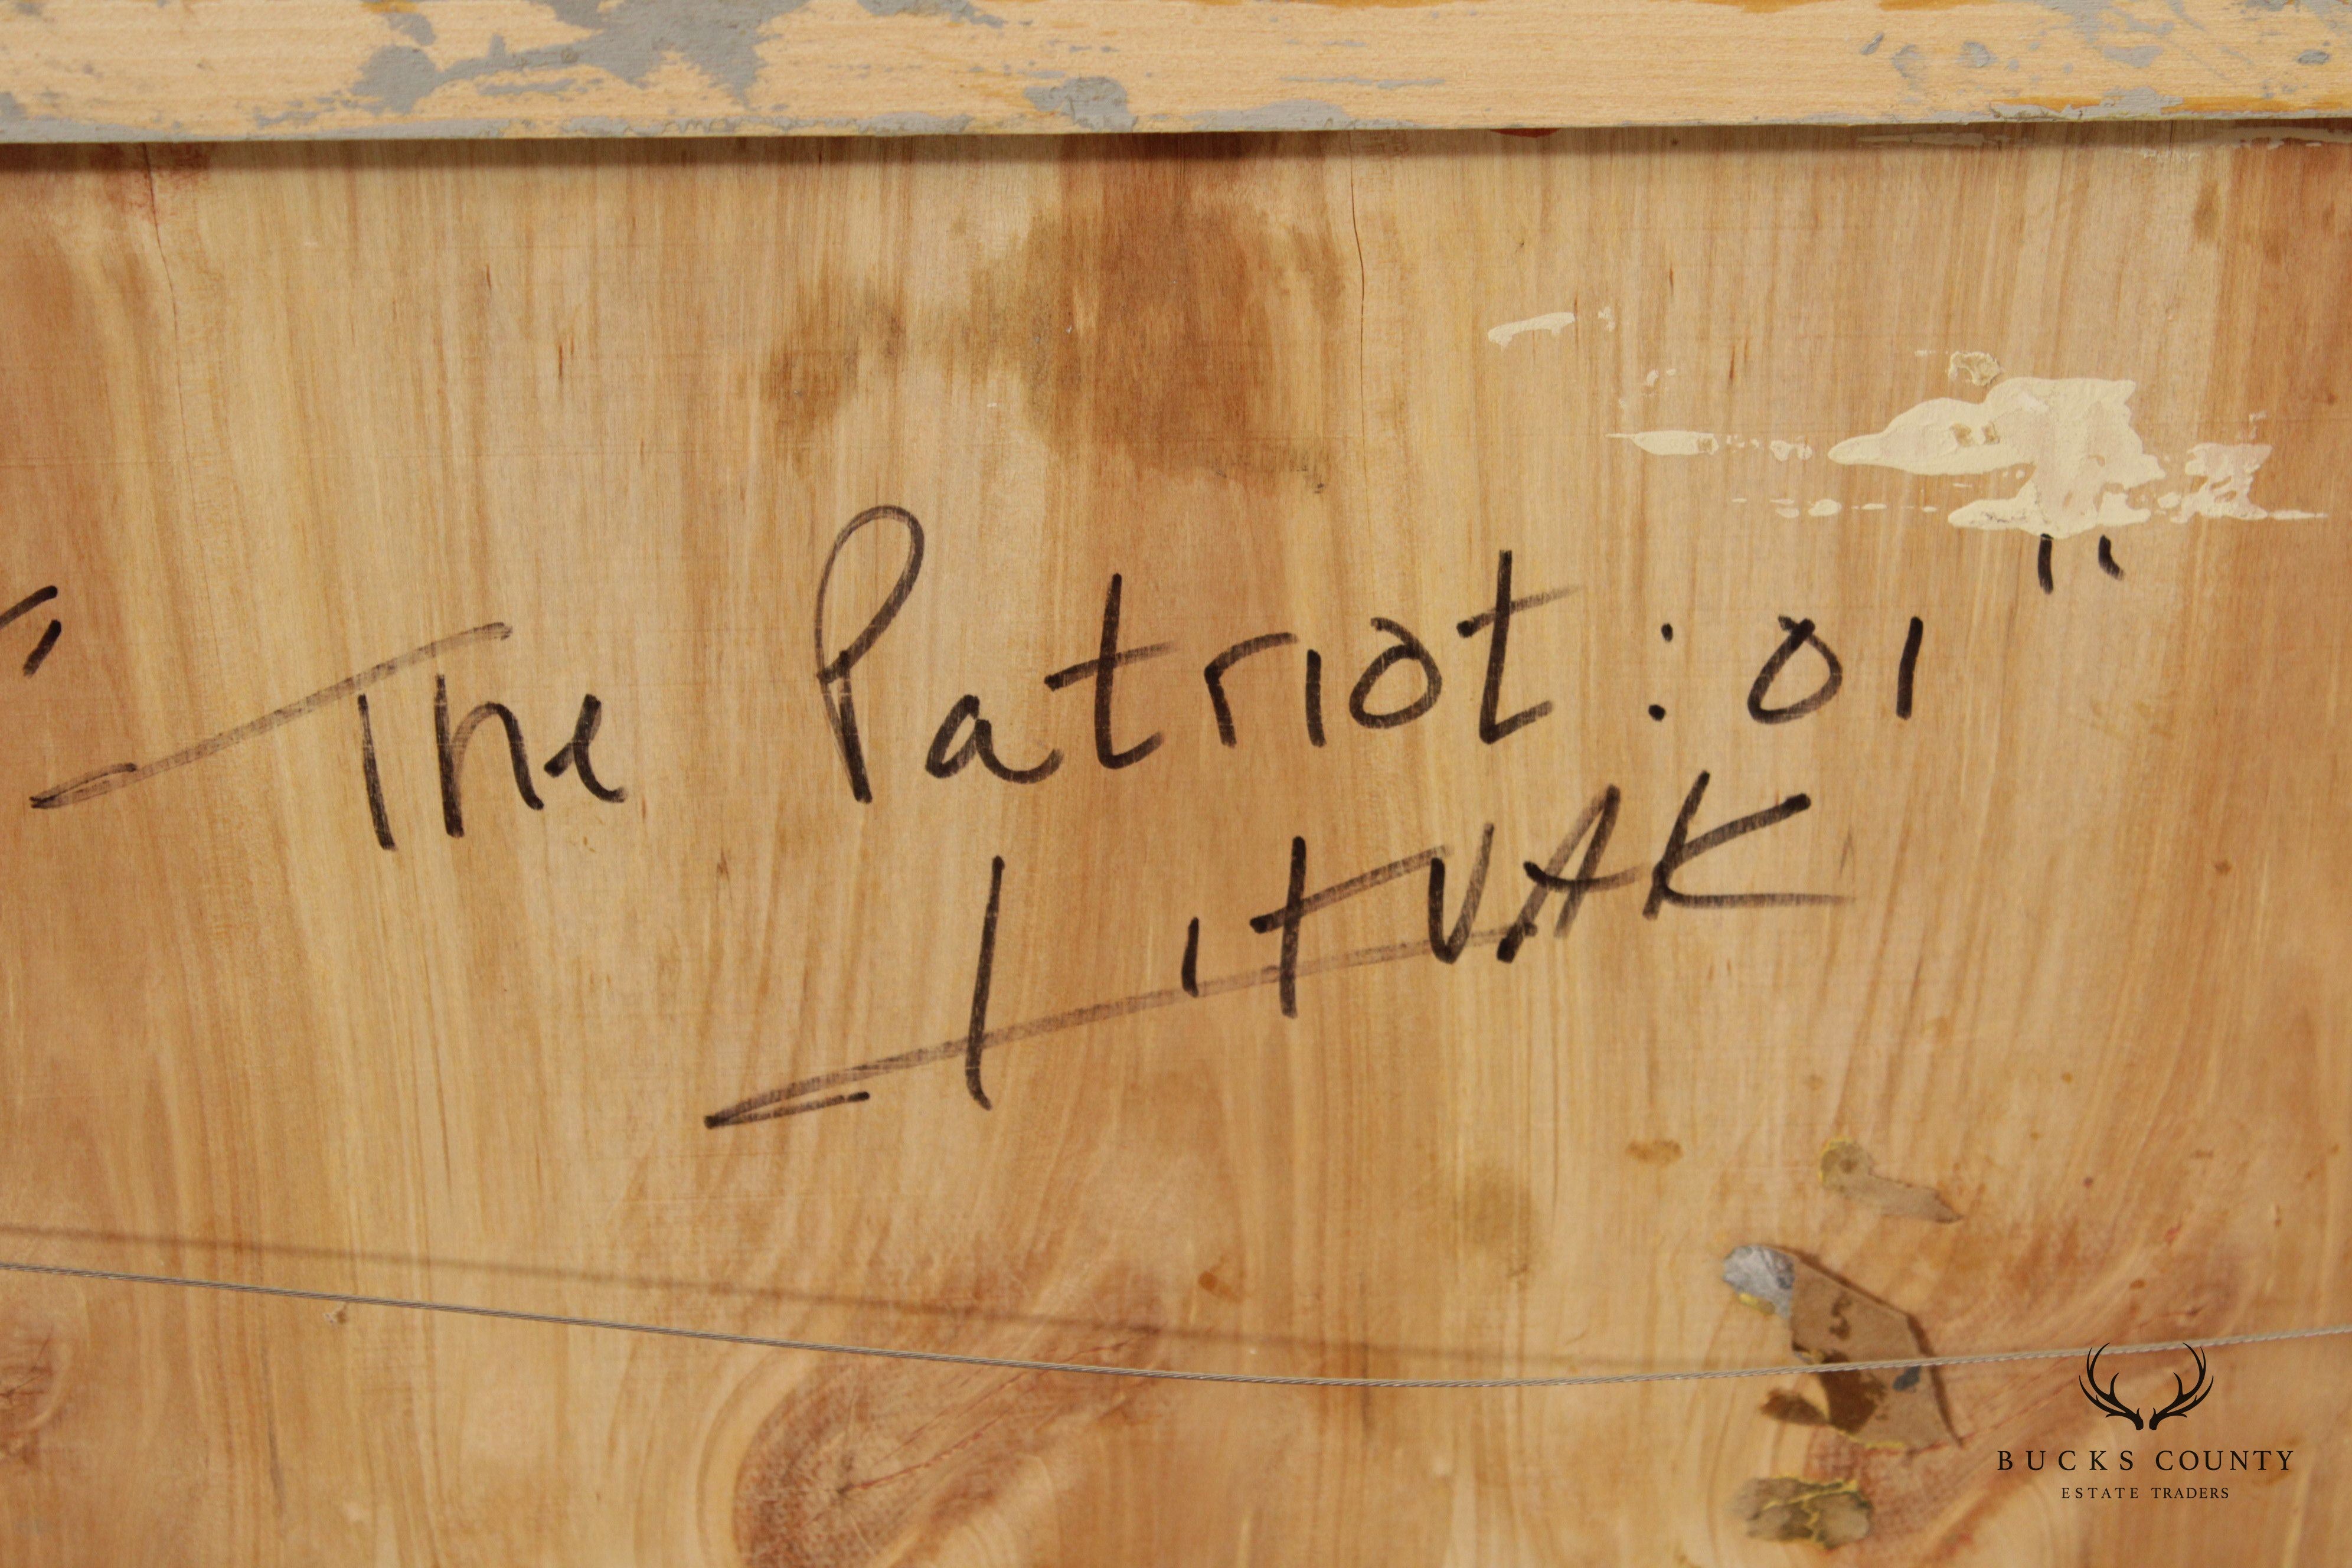 "The Patriot: 01"
LitVAK
BUCKS COUNTY
ESTATE TRADERS